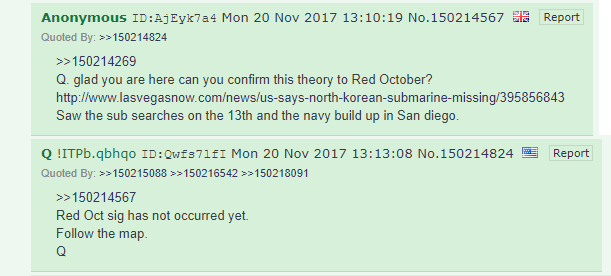 Anonymous ID:AjEyk7a4 Mon 20 Nov 2017 13:10:19 No.150214567 Report
Quoted By: >>150214824
>>150214269
Q. glad you are here can you confirm this theory to Red October?
http://www.lasvegasnow.com/news/us-says-north-korean-submarine-missing/395856843
Saw the sub searches on the 13th and the navy build up in San diego.
Q !ITPb.qbhqo ID:Qwfs7lfI Mon 20 Nov 2017 13:13:08 No.150214824 Report
Quoted By: >>150215088 >>150216542 >>150218091
>>150214567
Red Oct sig has not occurred yet.
Follow the map.
Q